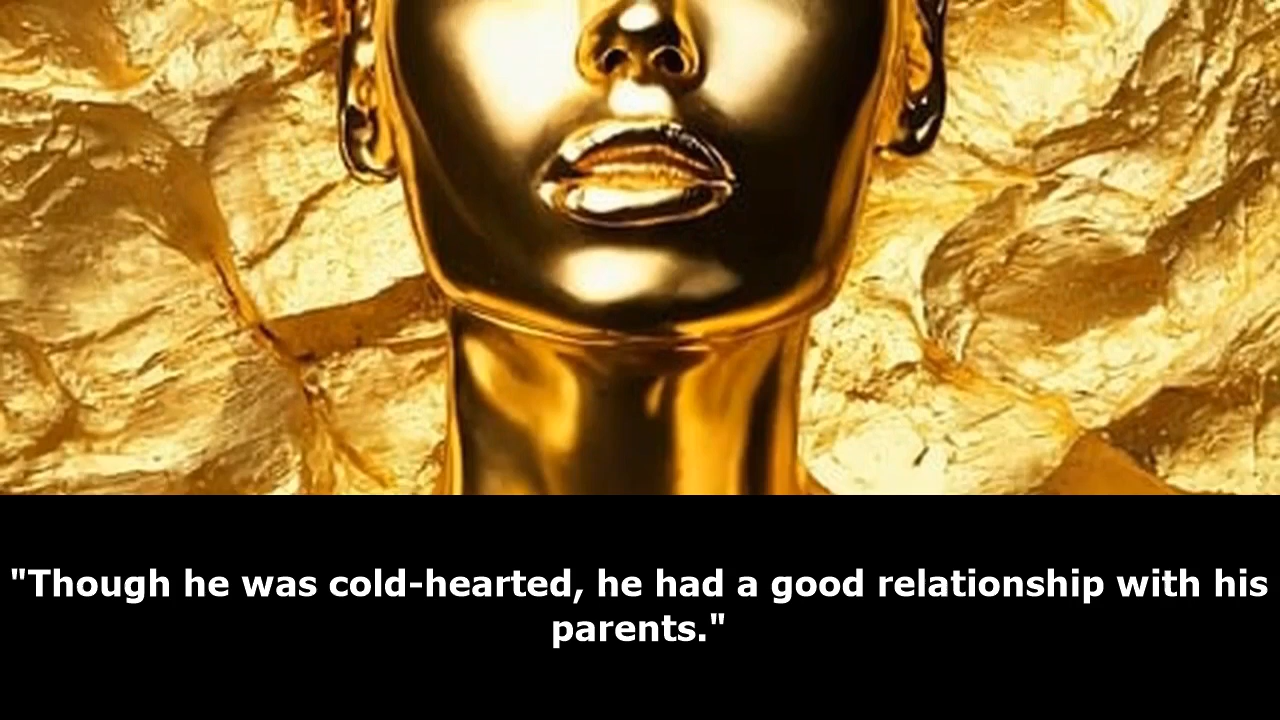 "Though he was cold-hearted, he had a good relationship with his
parents."